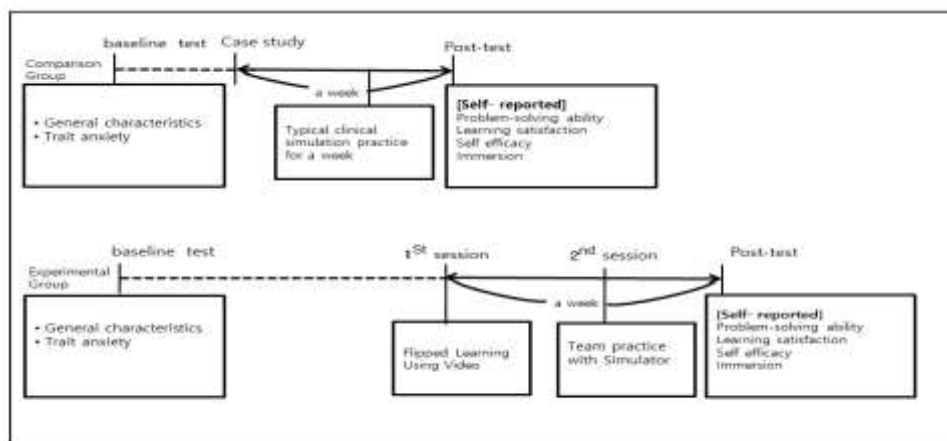 baseline test Case study
Post-test
Comparison
Group
a week
• General characteristics
• Trait anxiety
Typical clinical
simulation practice
for a week
[Self- reported]
Problem-solving ability
Learning satisfaction
Self efficacy
Immersion
baseline test
1St session
2nd session
Post-test
Experimental
Group
a week
• General characteristics
• Trait anxiety
Flipped Learning
Using Video
Team practice
with Simulator
[Self- reported]
Problem-solving ability
Learning satisfaction
Self efficacy
Immersion